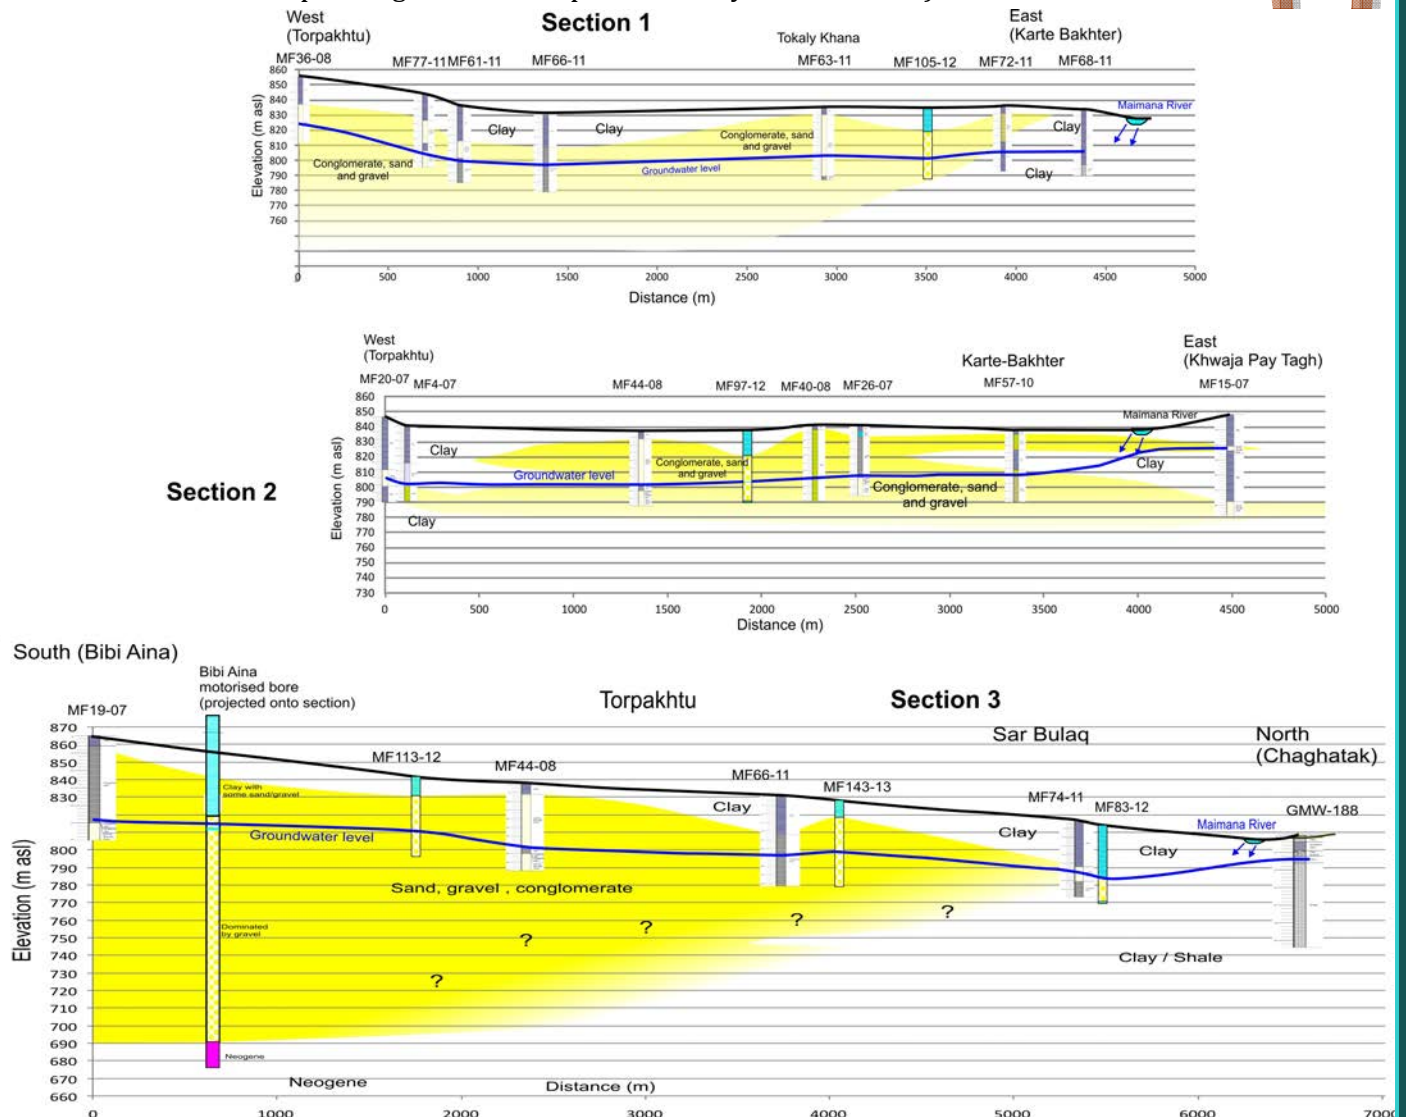 West
(Torpakhtu)
Section 1
East
(Karte Bakhter)
Tokaly Khana
MF36-08 MF77-11 MF61-11 MF66-11 MF63-11 MF105-12 MF72-11 MF68-11
860
850
840
830
820
810
800
790
780
770
760
Elevation (m asl)
Maimana River
Clay
Clay
Clay
Conglomerate, sand
and gravel
Conglomerate, sand
and gravel
Groundwater level
Clay
0 500 1000 1500 2000 2500 3000 3500 4000 4500 5000
Distance (m)
Section 2
West
(Torpakhtu)
Karte-Bakhter
East
(Khwaja Pay Tagh)
MF20-07 MF4-07 MF44-08 MF97-12 MF40-08 MF26-07 MF57-10 MF15-07
860
850
840
830
820
810
800
790
780
770
760
750
740
730
Elevation (m asl)
Maimana River
Clay
Conglomerate, sand
and gravel
Clay
Groundwater level
Conglomerate, sand
and gravel
Clay
0 500 1000 1500 2000 2500 3000 3500 4000 4500 5000
Distance (m)
South (Bibi Aina)
Bibi Aina
motorised bore
(projected onto section)
Torpakhtu
Section 3
Sar Bulaq
North
(Chaghatak)
MF19-07
MF113-12
MF44-08
MF66-11
MF143-13
MF74-11
MF83-12
GMW-188
870
860
850
840
830
800
790
780
770
760
750
740
730
720
710
700
690
680
670
660
Elevation (m asl)
Clay with
some sand/gravel
Clay
Maimana River
Clay
Groundwater level
Clay
Sand, gravel , conglomerate
?
?
?
?
?
Dominated
by gravel
Clay / Shale
Neogene
Neogene
Distance (m)
0 1000 2000 3000 4000 5000 6000 7000